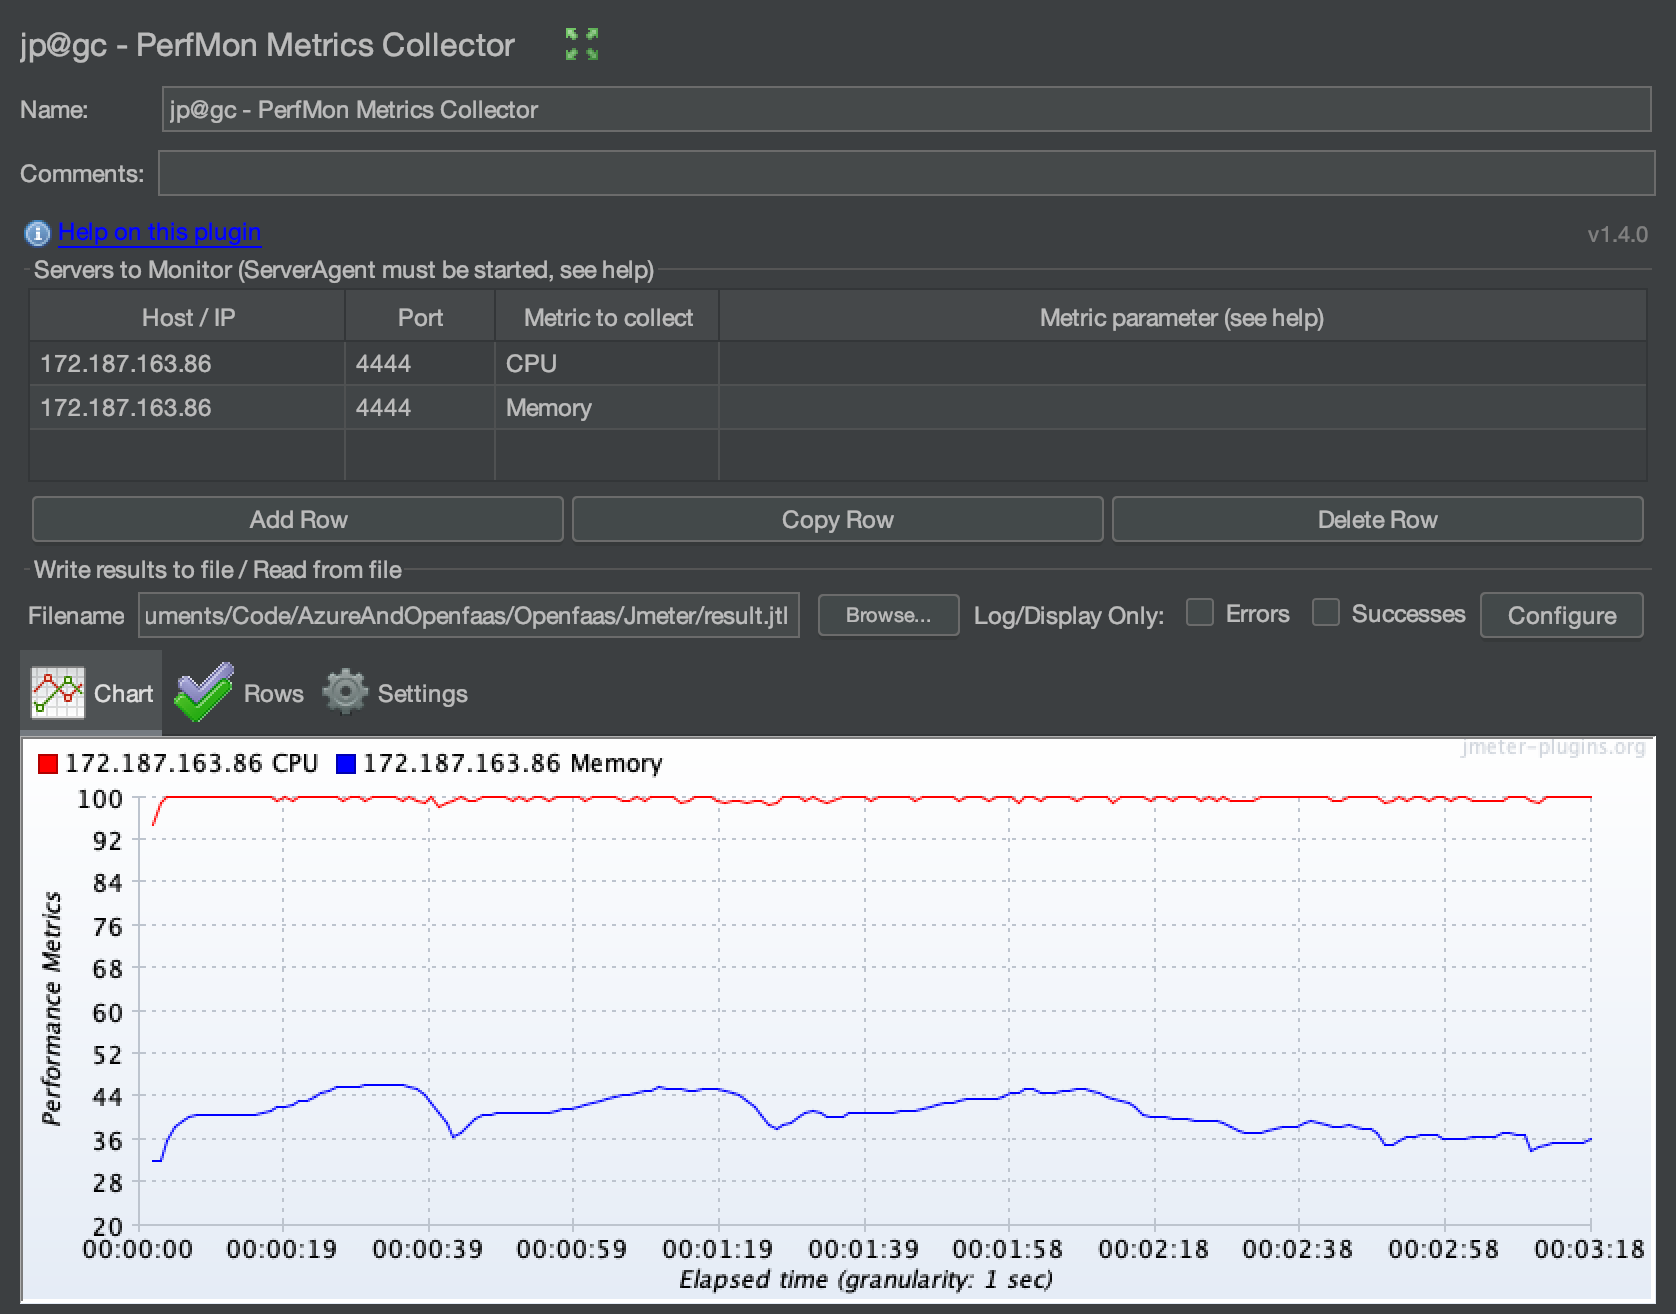 jp@gc - PerfMon Metrics Collector
Name: jp@gc - PerfMon Metrics Collector
Comments:
Help on this plugin v1.4.0
Servers to Monitor (ServerAgent must be started, see help)
Host / IP Port Metric to collect Metric parameter (see help)
172.187.163.86 4444 CPU
172.187.163.86 4444 Memory
Add Row Copy Row Delete Row
Write results to file / Read from file
Filename uments/Code/AzureAndOpenfaas/Openfaas/Jmeter/result.jtl Browse... Log/Display Only: Errors Successes Configure
Chart Rows Settings
jmeter-plugins.org
172.187.163.86 CPU 172.187.163.86 Memory
100
92
84
76
68
60
52
44
36
28
20
Performance Metrics
00:00:00 00:00:19 00:00:39 00:00:59 00:01:19 00:01:39 00:01:58 00:02:18 00:02:38 00:02:58 00:03:18
Elapsed time (granularity: 1 sec)